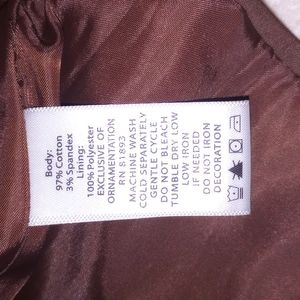 Body:
97% Cotton
3% Spandex
Lining:
100% Polyester
EXCLUSIVE OF
ORNAMENTATION
RN 81893
MACHINE WASH
COLD SEPARATELY
GENTLE CYCLE
DO NOT BLEACH
TUMBLE DRY LOW
LOW IRON
IF NEEDED
DO NOT IRON
DECORATION